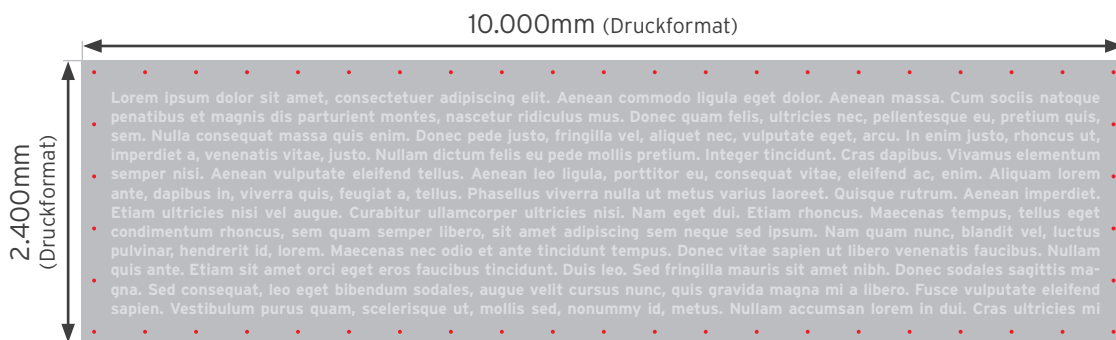 10.000mm (Druckformat)
2.400mm
(Druckformat)
Lorem ipsum dolor sit amet, consectetuer adipiscing elit. Aenean commodo ligula eget dolor. Aenean massa. Cum sociis natoque
penatibus et magnis dis parturient montes, nascetur ridiculus mus. Donec quam felis, ultricies nec, pellentesque eu, pretium quis,
sem. Nulla consequat massa quis enim. Donec pede justo, fringilla vel, aliquet nec, vulputate eget, arcu. In enim justo, rhoncus ut,
imperdiet a, venenatis vitae, justo. Nullam dictum felis eu pede mollis pretium. Integer tincidunt. Cras dapibus. Vivamus elementum
semper nisi. Aenean vulputate eleifend tellus. Aenean leo ligula, porttitor eu, consequat vitae, eleifend ac, enim. Aliquam lorem
ante, dapibus in, viverra quis, feugiat a, tellus. Phasellus viverra nulla ut metus varius laoreet. Quisque rutrum. Aenean imperdiet.
Etiam ultricies nisi vel augue. Curabitur ullamcorper ultricies nisi. Nam eget dui. Etiam rhoncus. Maecenas tempus, tellus eget
condimentum rhoncus, sem quam semper libero, sit amet adipiscing sem neque sed ipsum. Nam quam nunc, blandit vel, luctus
pulvinar, hendrerit id, lorem. Maecenas nec odio et ante tincidunt tempus. Donec vitae sapien ut libero venenatis faucibus. Nullam
quis ante. Etiam sit amet orci eget eros faucibus tincidunt. Duis leo. Sed fringilla mauris sit amet nibh. Donec sodales sagittis ma-
gna. Sed consequat, leo eget bibendum sodales, augue velit cursus nunc, quis gravida magna mi a libero. Fusce vulputate eleifend
sapien. Vestibulum purus quam, scelerisque ut, mollis sed, nonummy id, metus. Nullam accumsan lorem in dui. Cras ultricies mi